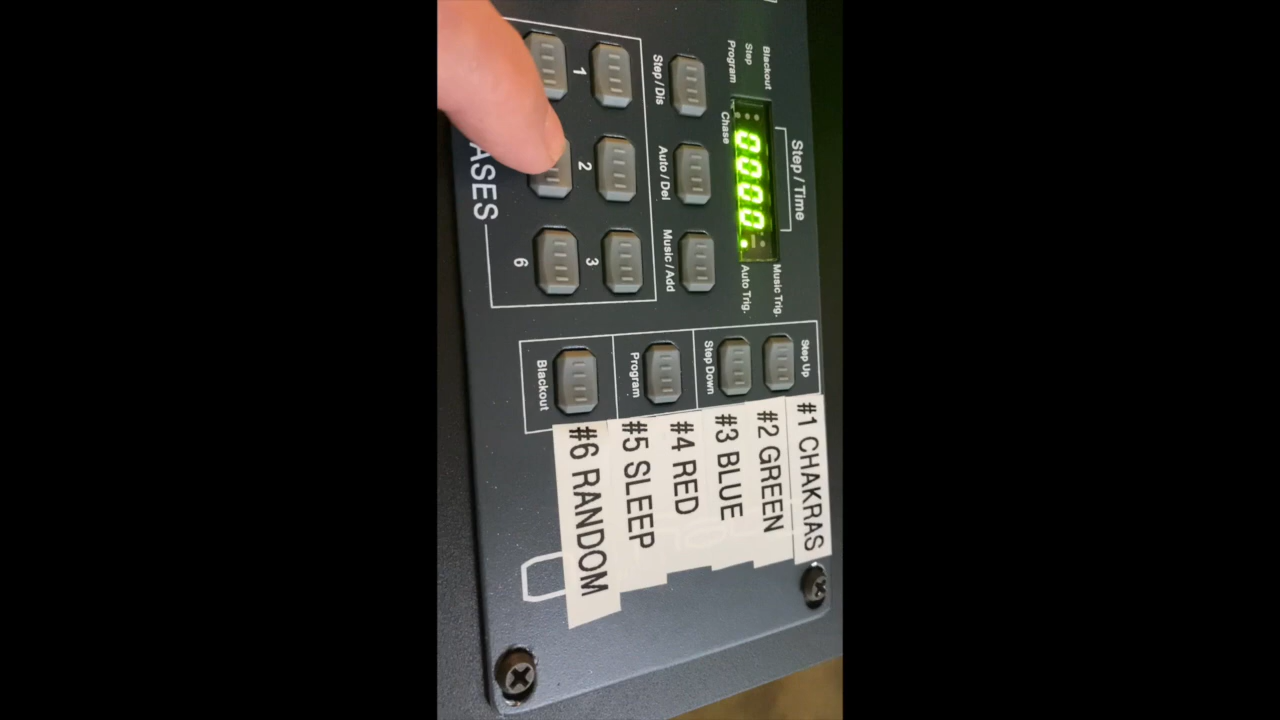 Step / Time
Blackout
Step
Program
Chase
Music Trig.
Auto Trig.
0000.
Step / Dis
Auto / Del
Music / Add
1
2
3
6
ASES
Step Up
Step Down
Program
Blackout
#1 CHAKRAS
#2 GREEN
#3 BLUE
#4 RED
#5 SLEEP
#6 RANDOM